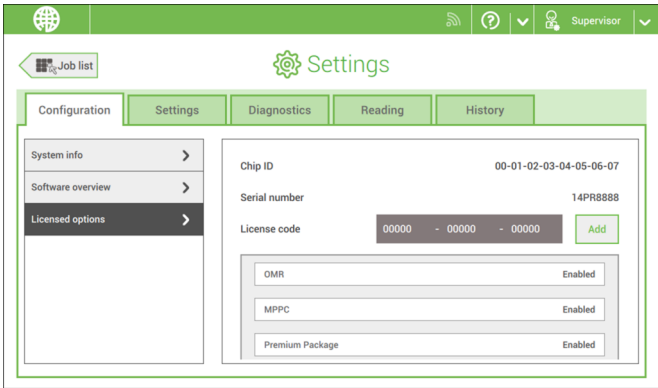 Supervisor
Job list
Settings
Configuration Settings Diagnostics Reading History
System info
Software overview
Licensed options
Chip ID 00-01-02-03-04-05-06-07
Serial number 14PR8888
License code 00000 - 00000 - 00000 Add
OMR Enabled
MPPC Enabled
Premium Package Enabled